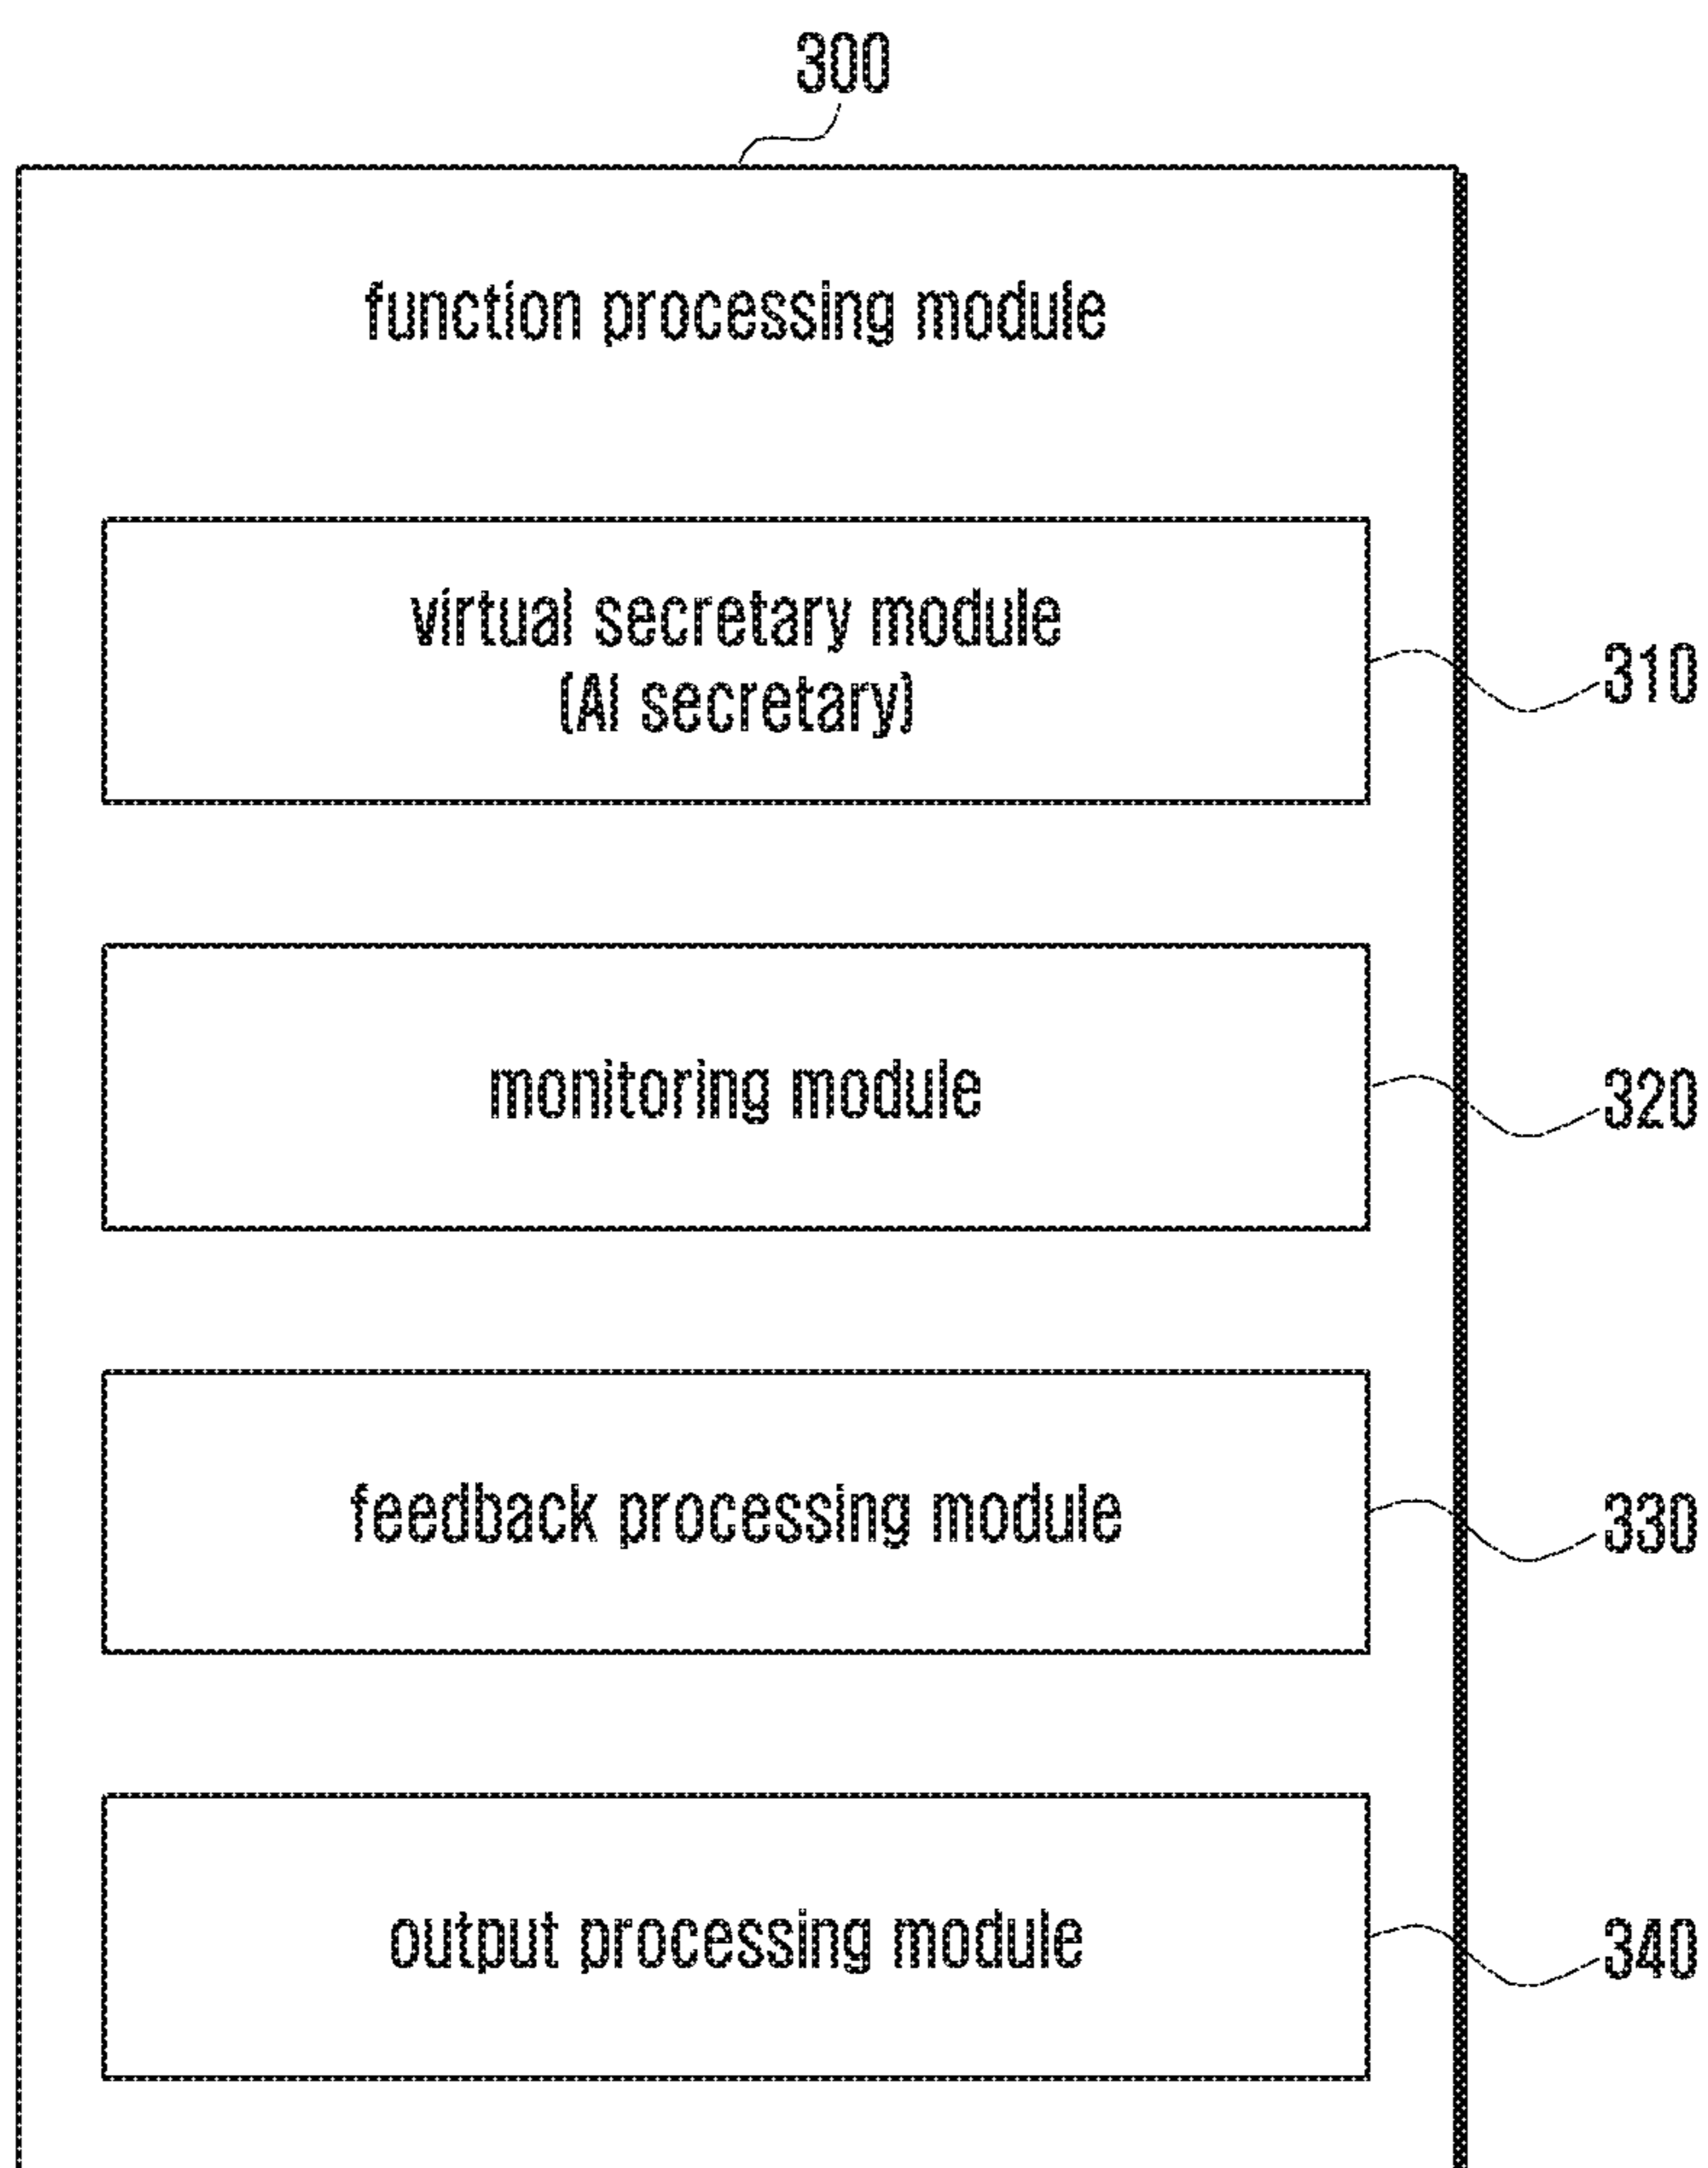 300
function processing module
virtual secretary module
(AI secretary)
310
monitoring module
320
feedback processing module
330
output processing module
340